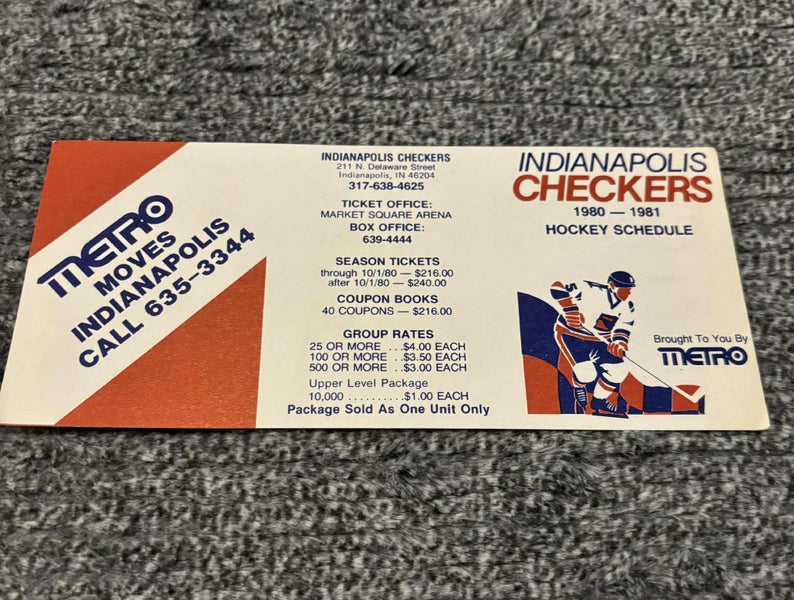 METRO
MOVES
INDIANAPOLIS
CALL 635-3344
INDIANAPOLIS CHECKERS
211 N. Delaware Street
Indianapolis, IN 46204
317-638-4625
TICKET OFFICE:
MARKET SQUARE ARENA
BOX OFFICE:
639-4444
SEASON TICKETS
through 10/1/80 — $216.00
after 10/1/80 — $240.00
COUPON BOOKS
40 COUPONS — $216.00
GROUP RATES
25 OR MORE ...$4.00 EACH
100 OR MORE ..$3.50 EACH
500 OR MORE ..$3.00 EACH
Upper Level Package
10,000 ..........$1.00 EACH
Package Sold As One Unit Only
INDIANAPOLIS
CHECKERS
1980 — 1981
HOCKEY SCHEDULE
5
Brought To You By
METRO